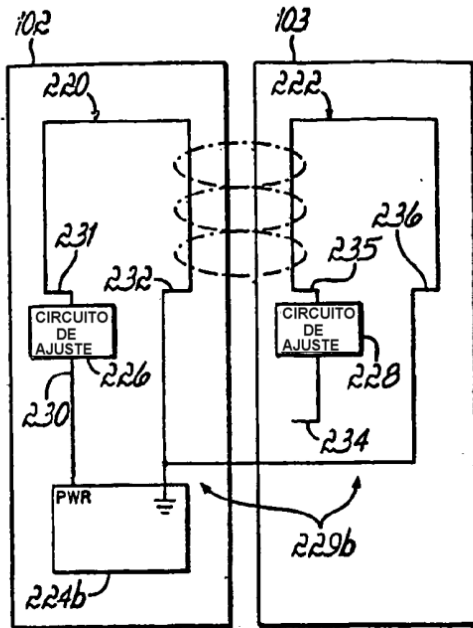 102
103
220
222
231
232
235
236
CIRCUITO
DE
AJUSTE
226
CIRCUITO
DE
AJUSTE
228
230
234
PWR
229b
224b